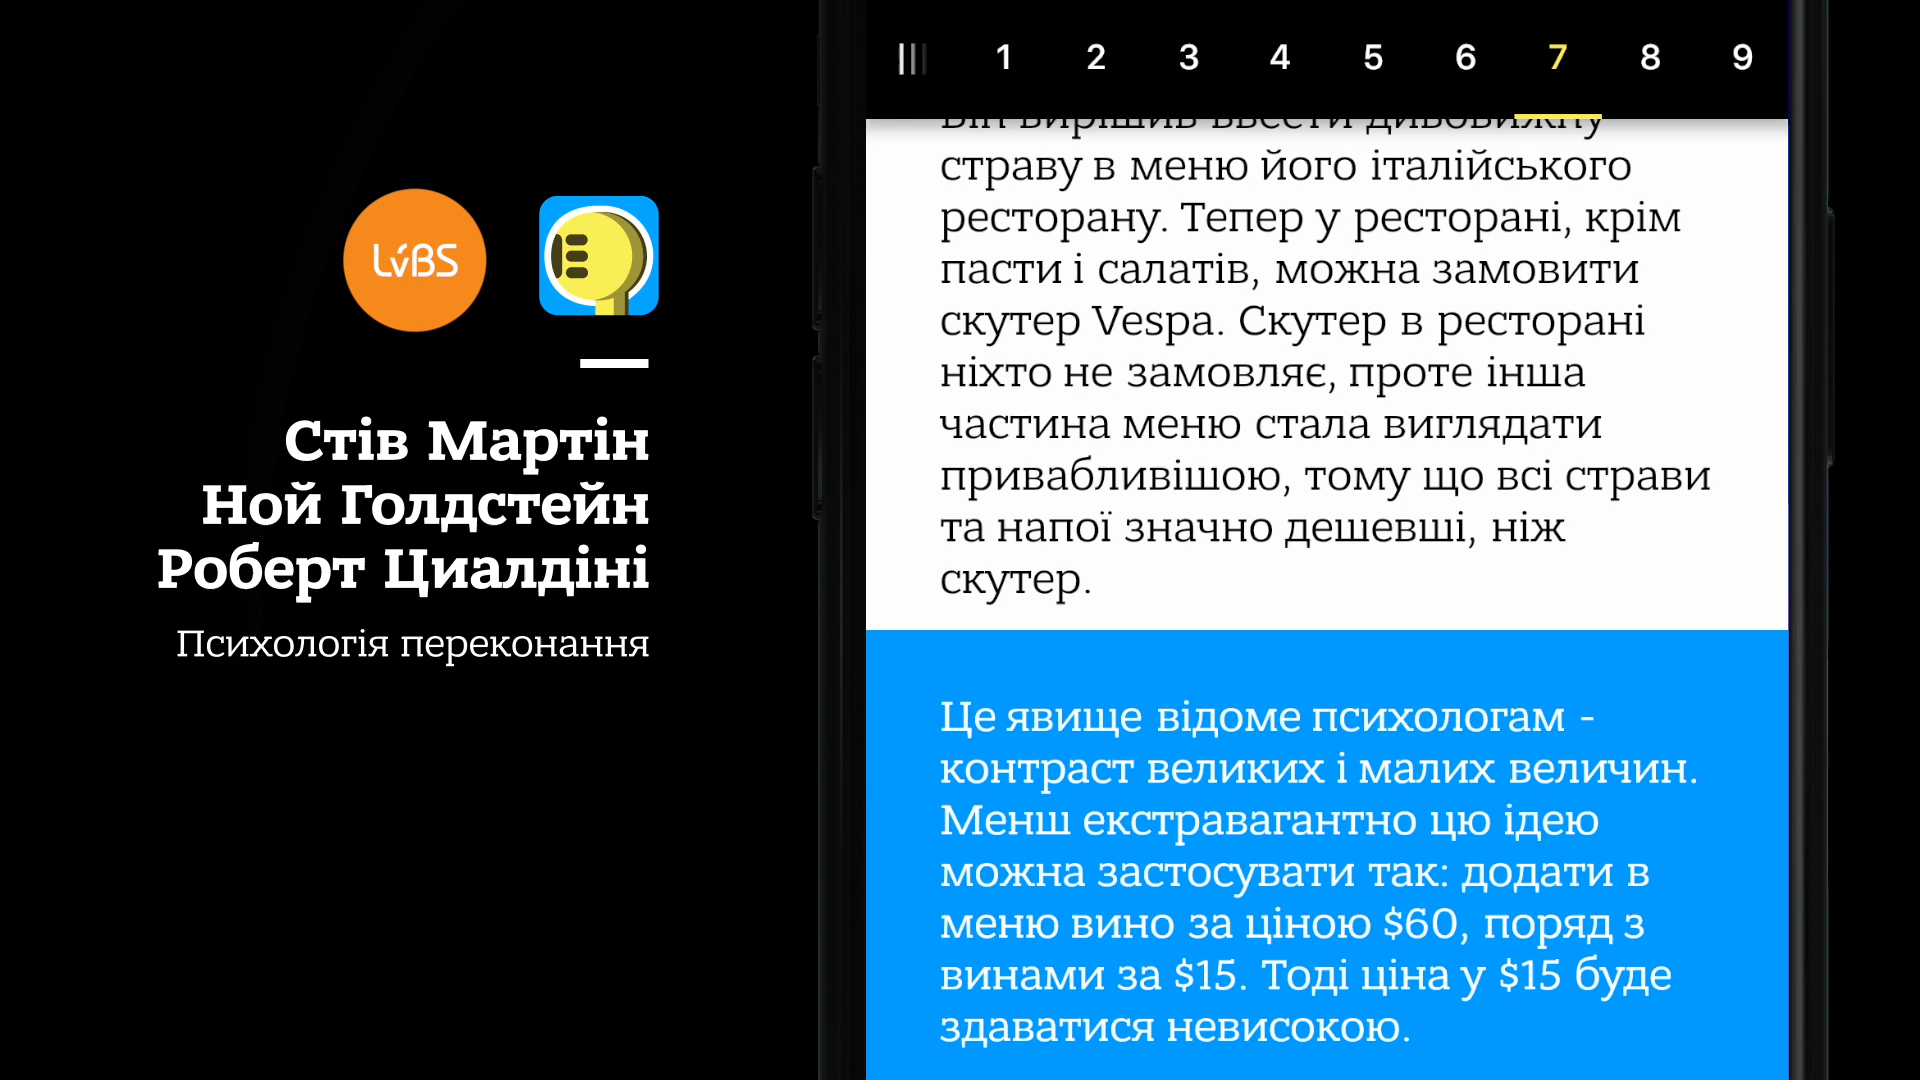 LvBS
Стів Мартін
Ной Голдстейн
Роберт Циалдіні
Психологія переконання
1 2 3 4 5 6 7 8 9
Він вирішив ввести дивовижну
страву в меню його італійського
ресторану. Тепер у ресторані, крім
пасти і салатів, можна замовити
скутер Vespa. Скутер в ресторані
ніхто не замовляє, проте інша
частина меню стала виглядати
привабливішою, тому що всі страви
та напої значно дешевші, ніж
скутер.
Це явище відоме психологам -
контраст великих і малих величин.
Менш екстравагантно цю ідею
можна застосувати так: додати в
меню вино за ціною $60, поряд з
винами за $15. Тоді ціна у $15 буде
здаватися невисокою.